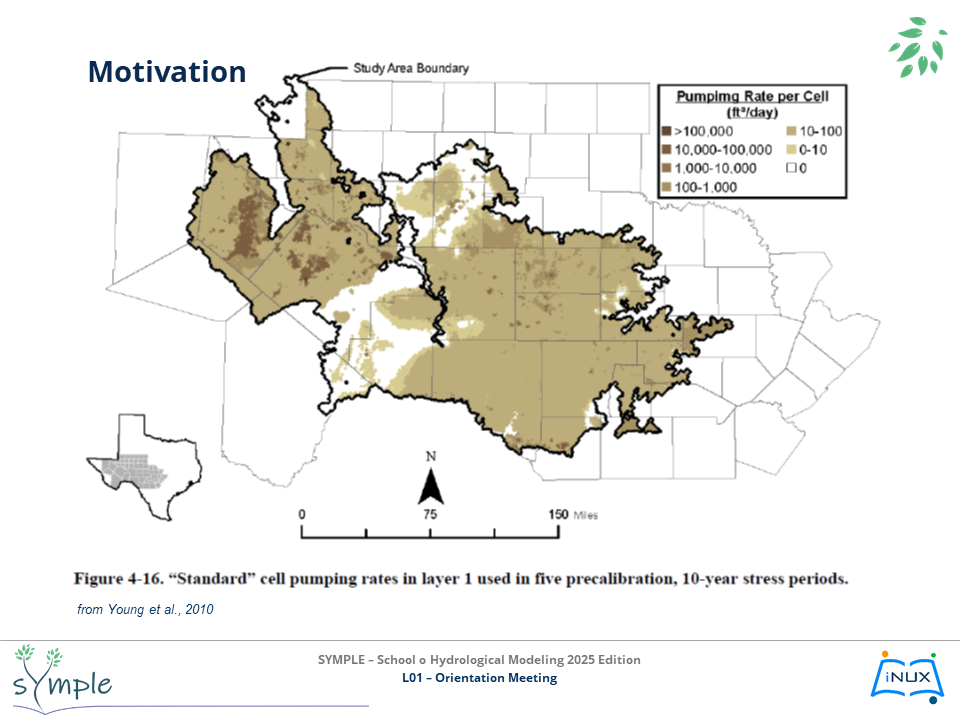 Motivation
Study Area Boundary
Pumpimg Rate per Cell
(ft³/day)
>100,000
10,000-100,000
1,000-10,000
100-1,000
10-100
0-10
0
N
0 75 150 Miles
Figure 4-16. “Standard” cell pumping rates in layer 1 used in five precalibration, 10-year stress periods.
from Young et al., 2010
SYMPLE – School o Hydrological Modeling 2025 Edition
L01 – Orientation Meeting
sYmple
iNUX